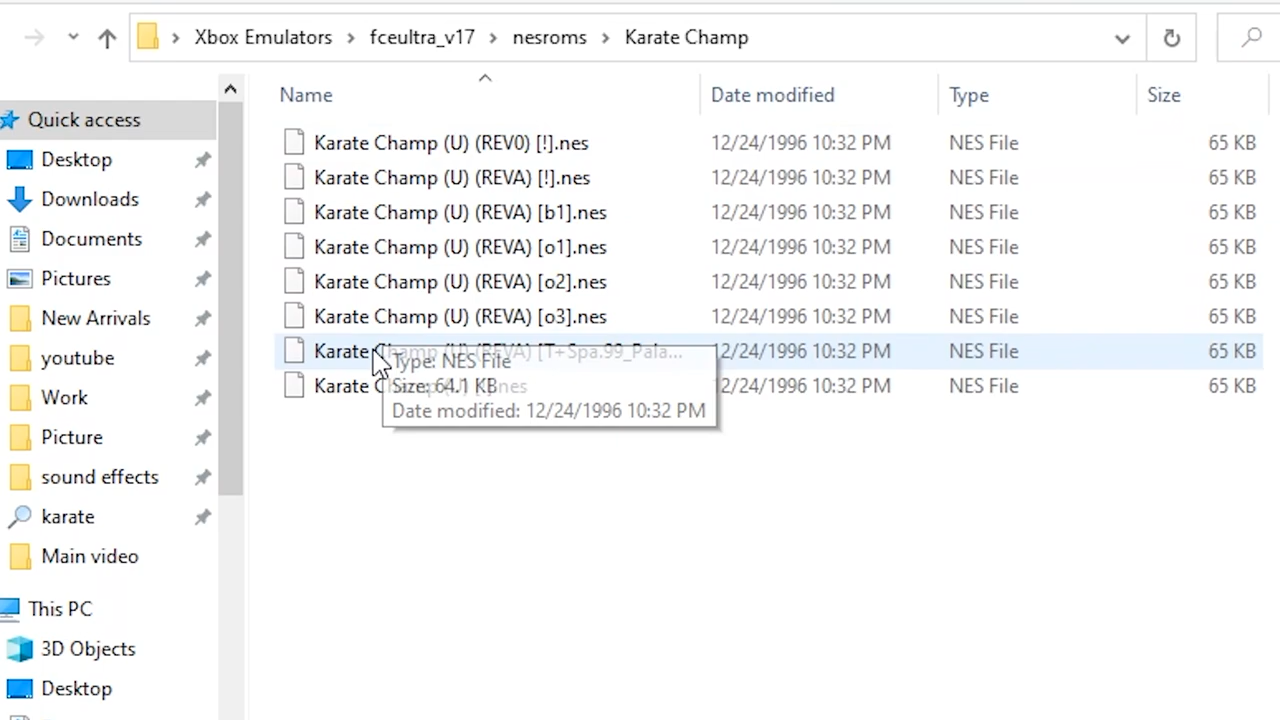 Xbox Emulators > fceultra_v17 > nesroms > Karate Champ
Name Date modified Type Size
Karate Champ (U) (REV0) [!].nes 12/24/1996 10:32 PM NES File 65 KB
Karate Champ (U) (REVA) [!].nes 12/24/1996 10:32 PM NES File 65 KB
Karate Champ (U) (REVA) [b1].nes 12/24/1996 10:32 PM NES File 65 KB
Karate Champ (U) (REVA) [o1].nes 12/24/1996 10:32 PM NES File 65 KB
Karate Champ (U) (REVA) [o2].nes 12/24/1996 10:32 PM NES File 65 KB
Karate Champ (U) (REVA) [o3].nes 12/24/1996 10:32 PM NES File 65 KB
Karate Champ (U) (REVA) [T+Spa.99_Pala... 12/24/1996 10:32 PM NES File 65 KB
Karate .nes 12/24/1996 10:32 PM NES File 65 KB
Type: NES File
Size: 64.1 KB
Date modified: 12/24/1996 10:32 PM
Quick access
Desktop
Downloads
Documents
Pictures
New Arrivals
youtube
Work
Picture
sound effects
karate
Main video
This PC
3D Objects
Desktop